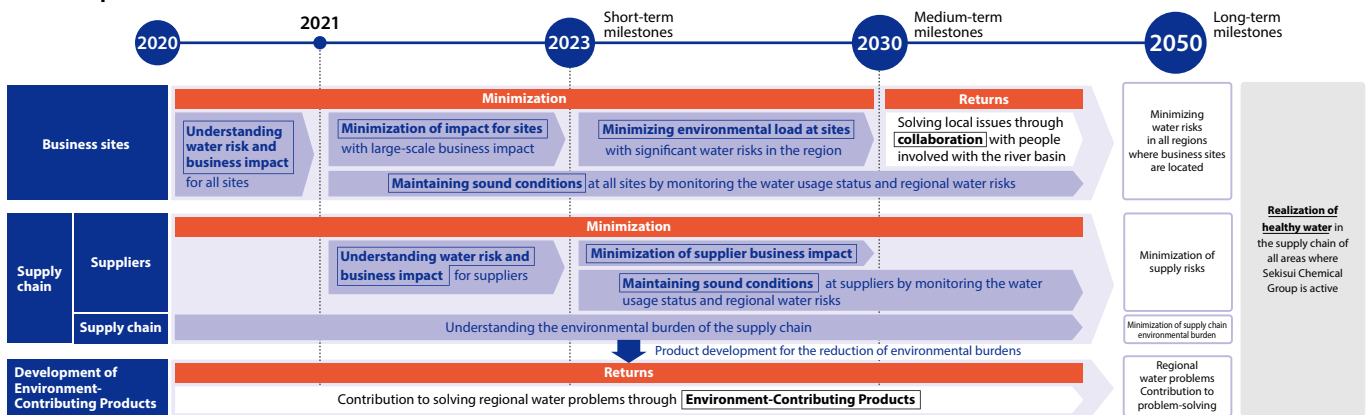 2020
2021
2023
Short-term
milestones
2030
Medium-term
milestones
2050
Long-term
milestones
Business sites
Minimization
Returns
Understanding
water risk and
business impact
for all sites
Minimization of impact for sites
with large-scale business impact
Minimizing environmental load at sites
with significant water risks in the region
Solving local issues through
collaboration with people
involved with the river basin
Maintaining sound conditions at all sites by monitoring the water usage status and regional water risks
Minimizing
water risks
in all regions
where business sites
are located
Supply
chain
Suppliers
Minimization
Understanding water risk and
business impact for suppliers
Minimization of supplier business impact
Maintaining sound conditions at suppliers by monitoring the water
usage status and regional water risks
Minimization of
supply risks
Supply chain
Understanding the environmental burden of the supply chain
Minimization of supply chain
environmental burden
Product development for the reduction of environmental burdens
Development of
Environment-
Contributing Products
Returns
Contribution to solving regional water problems through Environment-Contributing Products
Regional
water problems
Contribution to
problem-solving
Realization of
healthy water in
the supply chain of
all areas where
Sekisui Chemical
Group is active